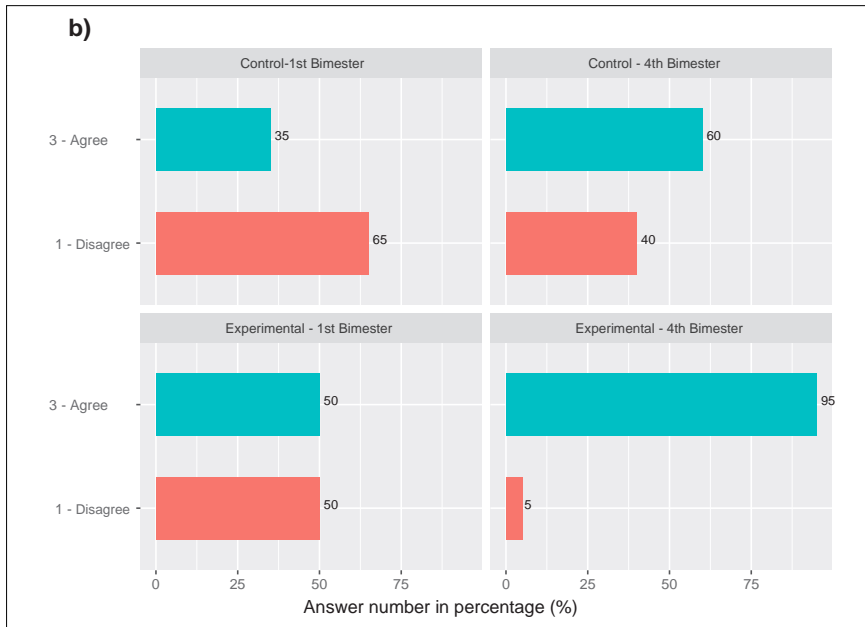 b)
Control-1st Bimester
Control - 4th Bimester
3 - Agree
35
60
1 - Disagree
65
40
Experimental - 1st Bimester
Experimental - 4th Bimester
3 - Agree
50
95
1 - Disagree
50
5
0 25 50 75
0 25 50 75
Answer number in percentage (%)